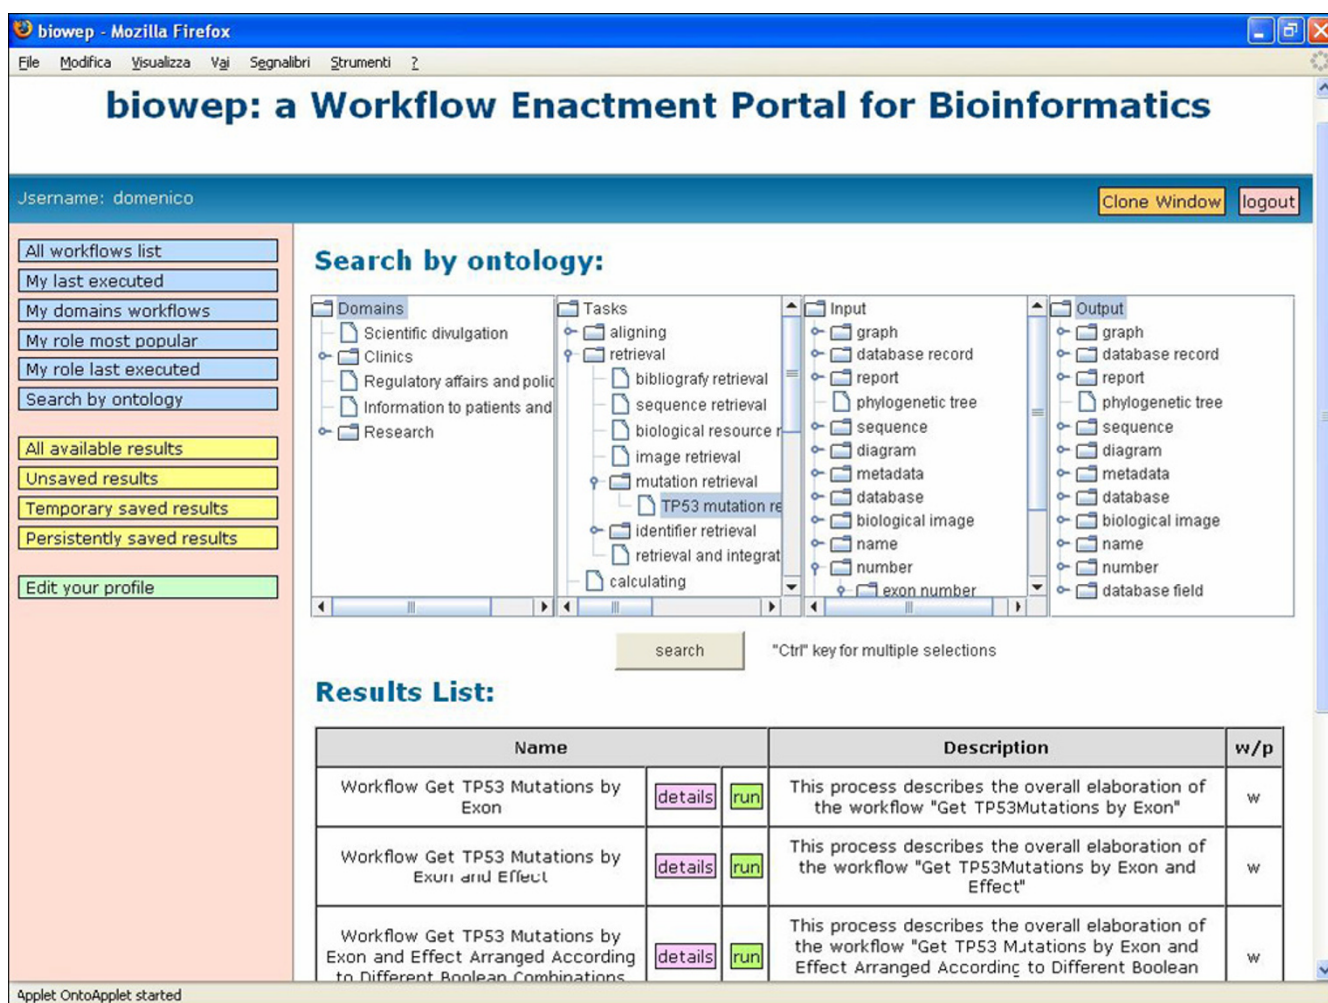 biowep - Mozilla Firefox
File Modifica Visualizza Vai Segnalibri Strumenti ?
biowep: a Workflow Enactment Portal for Bioinformatics
Jsername: domenico
Clone Window
logout
All workflows list
My last executed
My domains workflows
My role most popular
My role last executed
Search by ontology
All available results
Unsaved results
Temporary saved results
Persistently saved results
Edit your profile
Search by ontology:
Domains
Scientific divulgation
Clinics
Regulatory affairs and polic
Information to patients and
Research
Tasks
aligning
retrieval
bibliografy retrieval
sequence retrieval
biological resource r
image retrieval
mutation retrieval
TP53 mutation re
identifier retrieval
retrieval and integrat
calculating
Input
graph
database record
report
phylogenetic tree
sequence
diagram
metadata
database
biological image
name
number
exon number
Output
graph
database record
report
phylogenetic tree
sequence
diagram
metadata
database
biological image
name
number
database field
search
"Ctrl" key for multiple selections
Results List:
Name Description w/p
Workflow Get TP53 Mutations by
Exon
details
run
This process describes the overall elaboration of
the workflow "Get TP53Mutations by Exon"
w
Workflow Get TP53 Mutations by
Exon and Effect
details
run
This process describes the overall elaboration of
the workflow "Get TP53Mutations by Exon and
Effect"
w
Workflow Get TP53 Mutations by
Exon and Effect Arranged According
to Different Boolean Combinations
details
run
This process describes the overall elaboration of
the workflow "Get TP53 Mutations by Exon and
Effect Arranged According to Different Boolean
w
Applet OntoApplet started